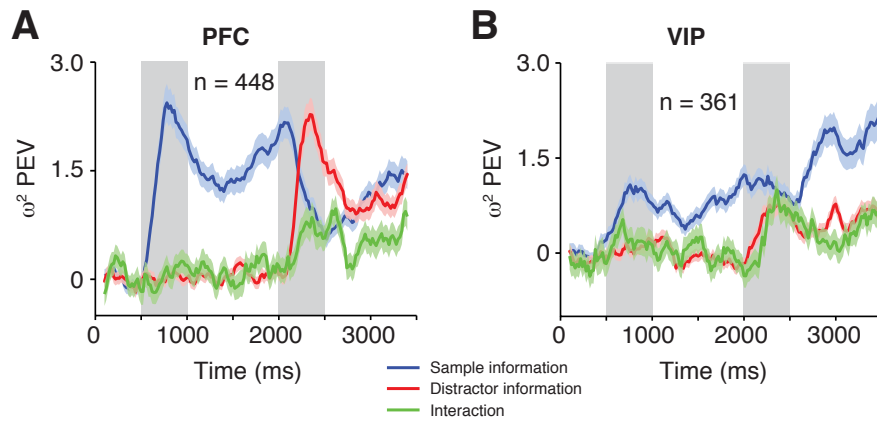 A
PFC
3.0
1.5
0
n = 448
ω² PEV
0
1000
2000
3000
Time (ms)
B
VIP
3.0
1.5
0
n = 361
ω² PEV
0
1000
2000
3000
Time (ms)
Sample information
Distractor information
Interaction